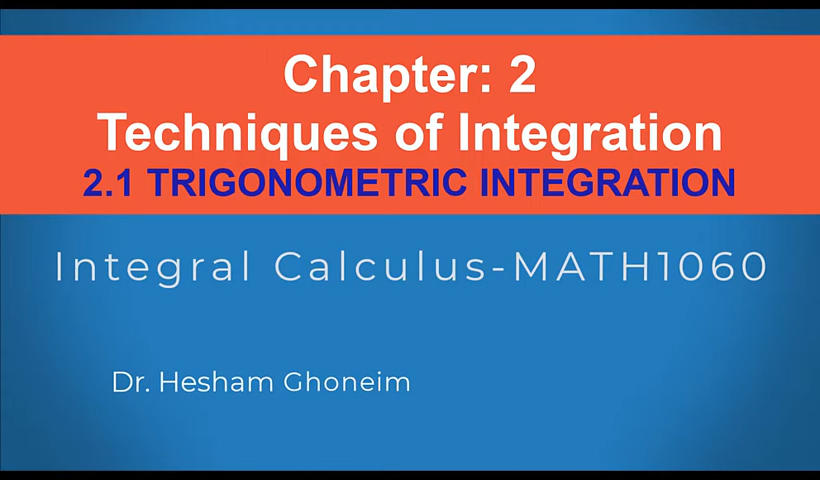 Chapter: 2
Techniques of Integration
2.1 TRIGONOMETRIC INTEGRATION
Integral Calculus-MATH1060
Dr. Hesham Ghoneim